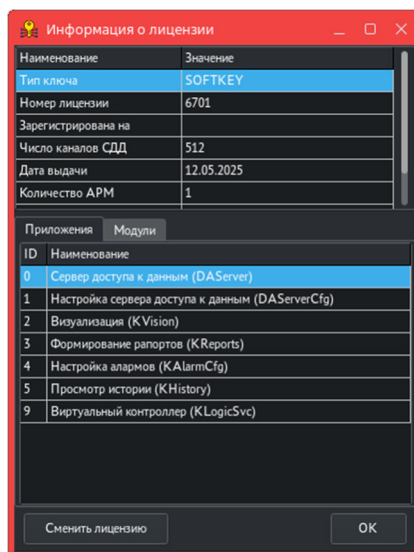 Информация о лицензии
Наименование Значение
Тип ключа SOFTKEY
Номер лицензии 6701
Зарегистрирована на
Число каналов СДД 512
Дата выдачи 12.05.2025
Количество АРМ 1
Приложения Модули
ID Наименование
0 Сервер доступа к данным (DAServer)
1 Настройка сервера доступа к данным (DAServerCfg)
2 Визуализация (KVision)
3 Формирование рапортов (KReports)
4 Настройка алармов (KAlarmCfg)
5 Просмотр истории (KHistory)
9 Виртуальный контроллер (KLogicSvc)
Сменить лицензию OK